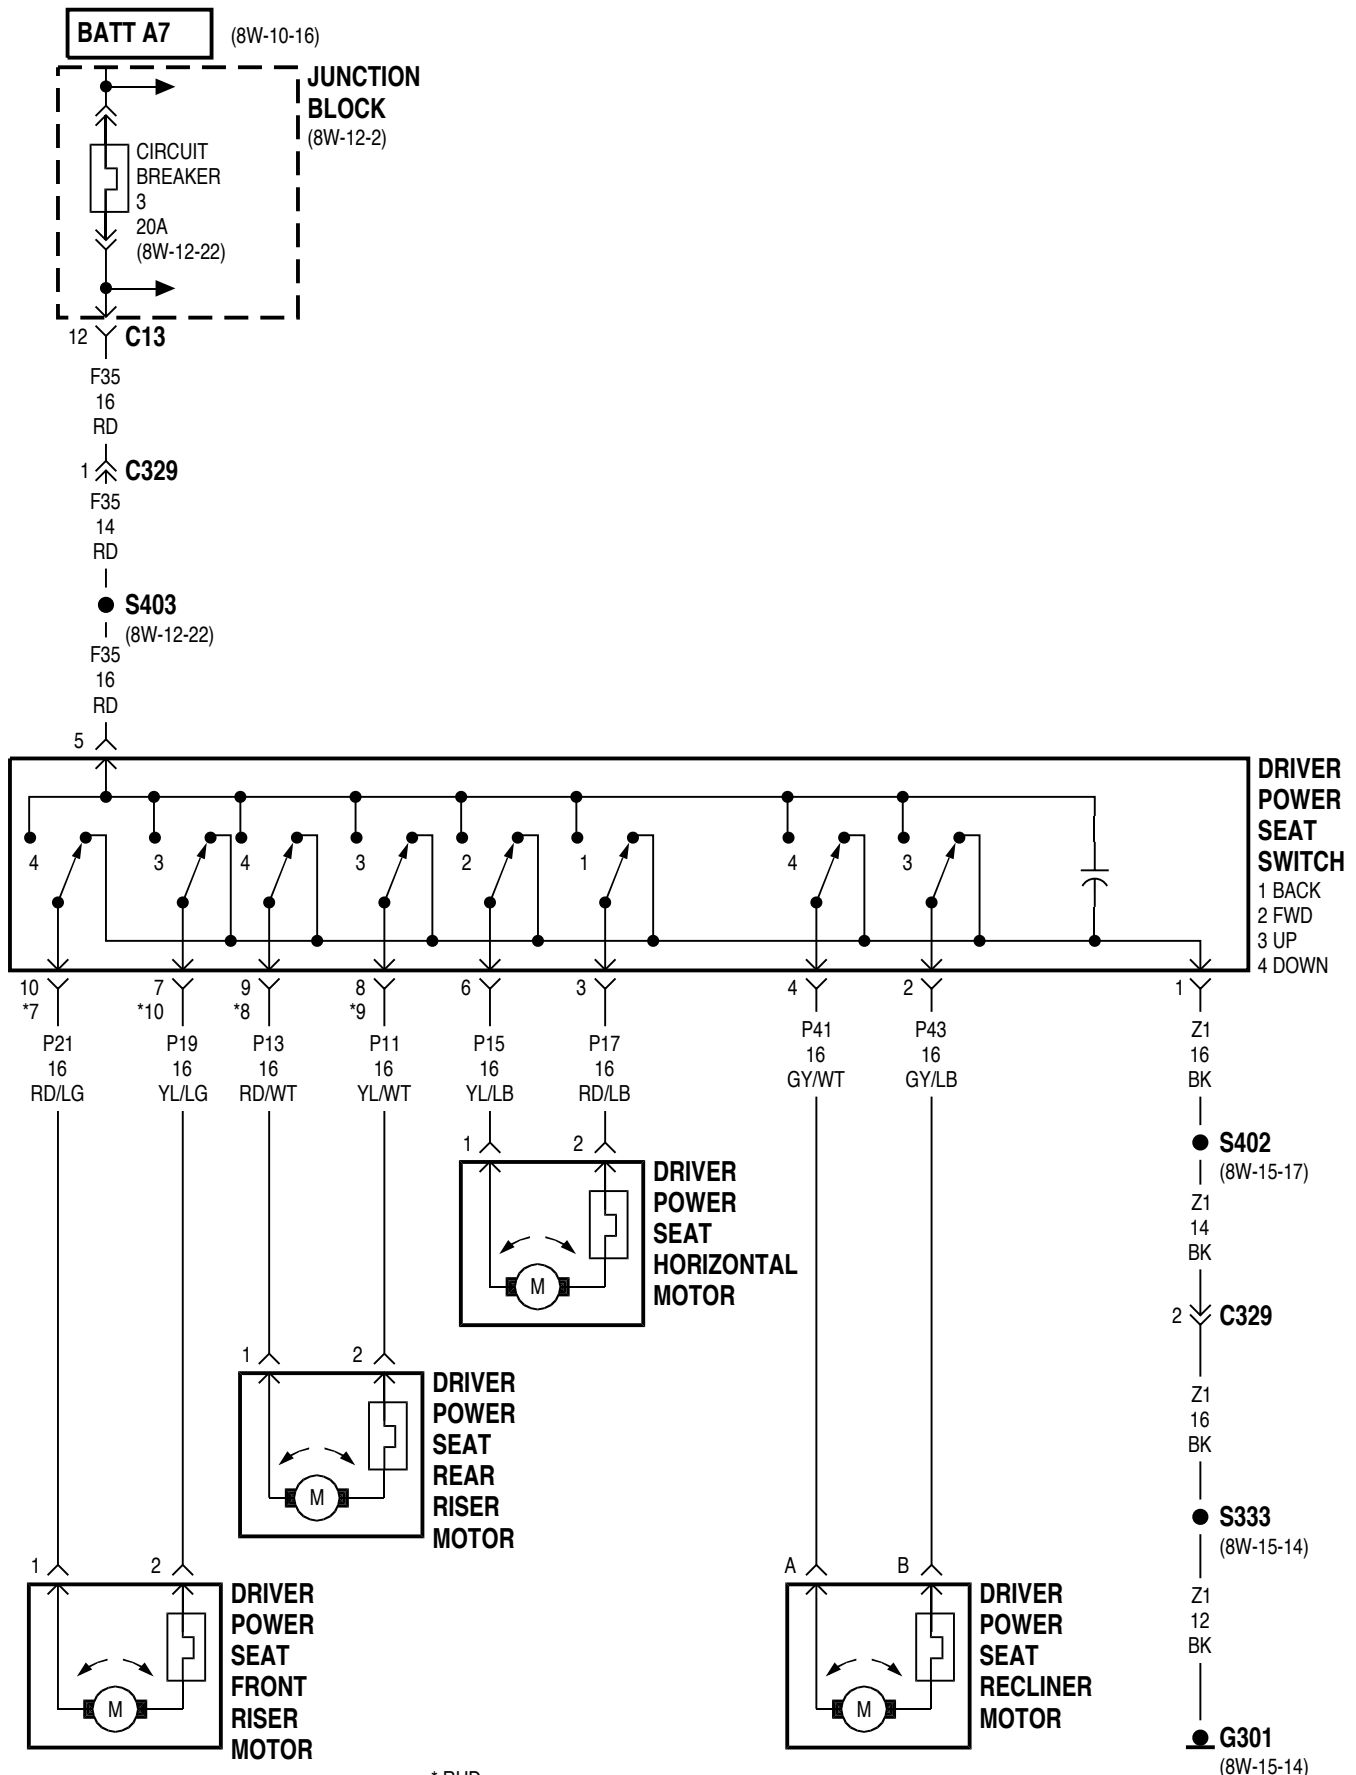 BATT A7 (8W-10-16)
JUNCTION
BLOCK
(8W-12-2)
CIRCUIT
BREAKER
3
20A
(8W-12-22)
12 C13
F35
16
RD
1 C329
F35
14
RD
S403
(8W-12-22)
F35
16
RD
5
DRIVER
POWER
SEAT
SWITCH
1 BACK
2 FWD
3 UP
4 DOWN
4 3 4 3 2 1 4 3
10 7 9 8 6 3 4 2 1
*7 *10 *8 *9
P21 P19 P13 P11 P15 P17 P41 P43 Z1
16 16 16 16 16 16 16 16 16
RD/LG YL/LG RD/WT YL/WT YL/LB RD/LB GY/WT GY/LB BK
1 2
DRIVER
POWER
SEAT
HORIZONTAL
MOTOR
M
S402
(8W-15-17)
Z1
14
BK
2 C329
1 2
DRIVER
POWER
SEAT
REAR
RISER
MOTOR
M
Z1
16
BK
S333
(8W-15-14)
1 2
DRIVER
POWER
SEAT
FRONT
RISER
MOTOR
M
A B
DRIVER
POWER
SEAT
RECLINER
MOTOR
M
Z1
12
BK
G301
(8W-15-14)
* RHD